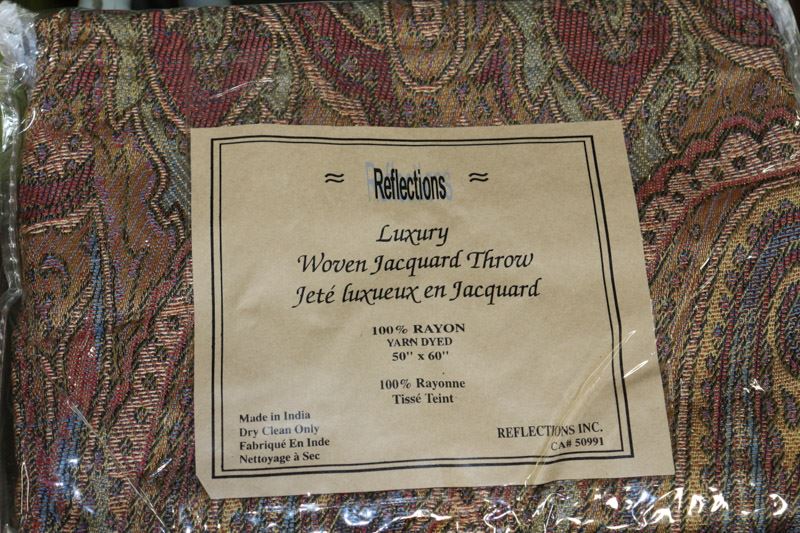 ≈ Reflections ≈
Luxury
Woven Jacquard Throw
Jeté luxueux en Jacquard
100% RAYON
YARN DYED
50" x 60"
100% Rayonne
Tissé Teint
Made in India
Dry Clean Only
Fabriqué En Inde
Nettoyage à Sec
REFLECTIONS INC.
CA# 50991